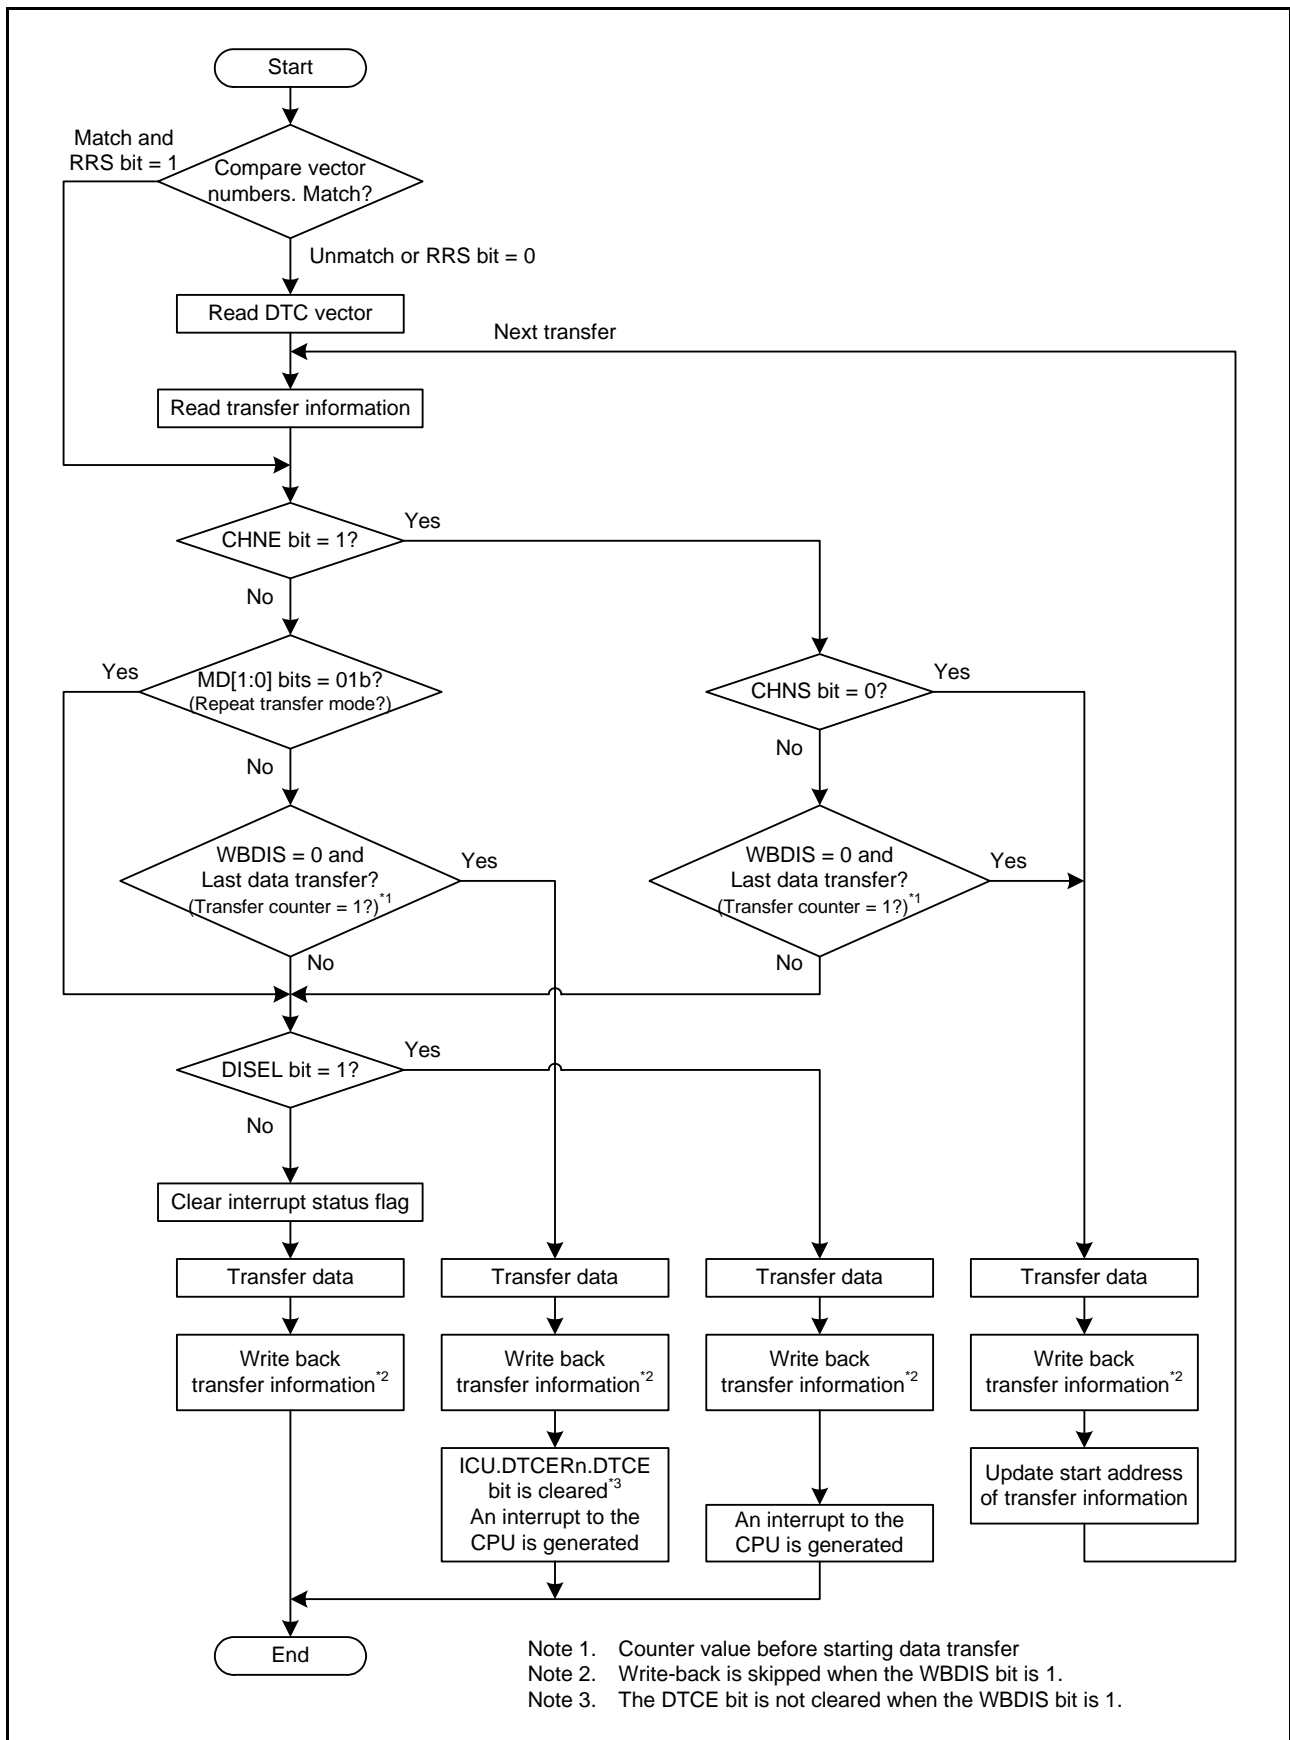 Start
Match and
RRS bit = 1
Compare vector
numbers. Match?
Unmatch or RRS bit = 0
Read DTC vector
Next transfer
Read transfer information
CHNE bit = 1?
Yes
No
MD[1:0] bits = 01b?
(Repeat transfer mode?)
Yes
No
CHNS bit = 0?
Yes
No
WBDIS = 0 and
Last data transfer?
(Transfer counter = 1?)*1
Yes
No
WBDIS = 0 and
Last data transfer?
(Transfer counter = 1?)*1
Yes
No
DISEL bit = 1?
Yes
No
Clear interrupt status flag
Transfer data
Transfer data
Transfer data
Transfer data
Write back
transfer information*2
Write back
transfer information*2
Write back
transfer information*2
Write back
transfer information*2
ICU.DTCERn.DTCE
bit is cleared*3
An interrupt to the
CPU is generated
An interrupt to the
CPU is generated
Update start address
of transfer information
End
Note 1. Counter value before starting data transfer
Note 2. Write-back is skipped when the WBDIS bit is 1.
Note 3. The DTCE bit is not cleared when the WBDIS bit is 1.